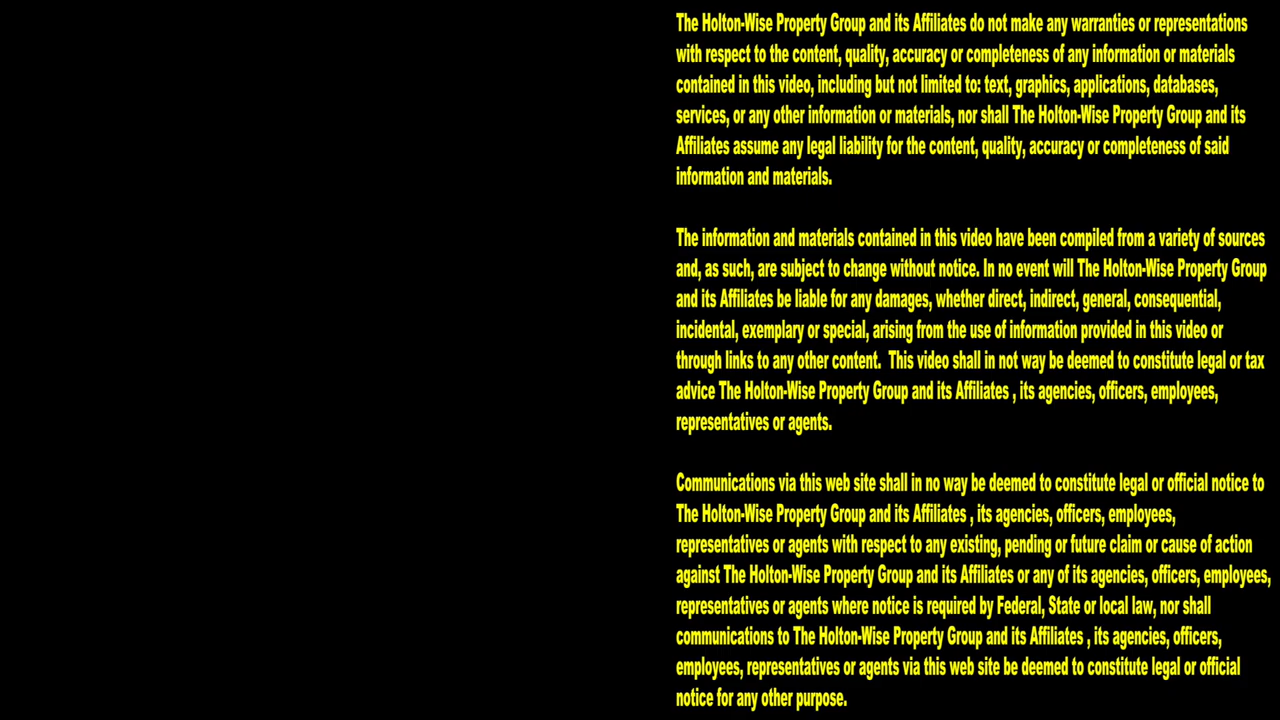 The Holton-Wise Property Group and its Affiliates do not make any warranties or representations
with respect to the content, quality, accuracy or completeness of any information or materials
contained in this video, including but not limited to: text, graphics, applications, databases,
services, or any other information or materials, nor shall The Holton-Wise Property Group and its
Affiliates assume any legal liability for the content, quality, accuracy or completeness of said
information and materials.
The information and materials contained in this video have been compiled from a variety of sources
and, as such, are subject to change without notice. In no event will The Holton-Wise Property Group
and its Affiliates be liable for any damages, whether direct, indirect, general, consequential,
incidental, exemplary or special, arising from the use of information provided in this video or
through links to any other content.  This video shall in not way be deemed to constitute legal or tax
advice The Holton-Wise Property Group and its Affiliates , its agencies, officers, employees,
representatives or agents.
Communications via this web site shall in no way be deemed to constitute legal or official notice to
The Holton-Wise Property Group and its Affiliates , its agencies, officers, employees,
representatives or agents with respect to any existing, pending or future claim or cause of action
against The Holton-Wise Property Group and its Affiliates or any of its agencies, officers, employees,
representatives or agents where notice is required by Federal, State or local law, nor shall
communications to The Holton-Wise Property Group and its Affiliates , its agencies, officers,
employees, representatives or agents via this web site be deemed to constitute legal or official
notice for any other purpose.